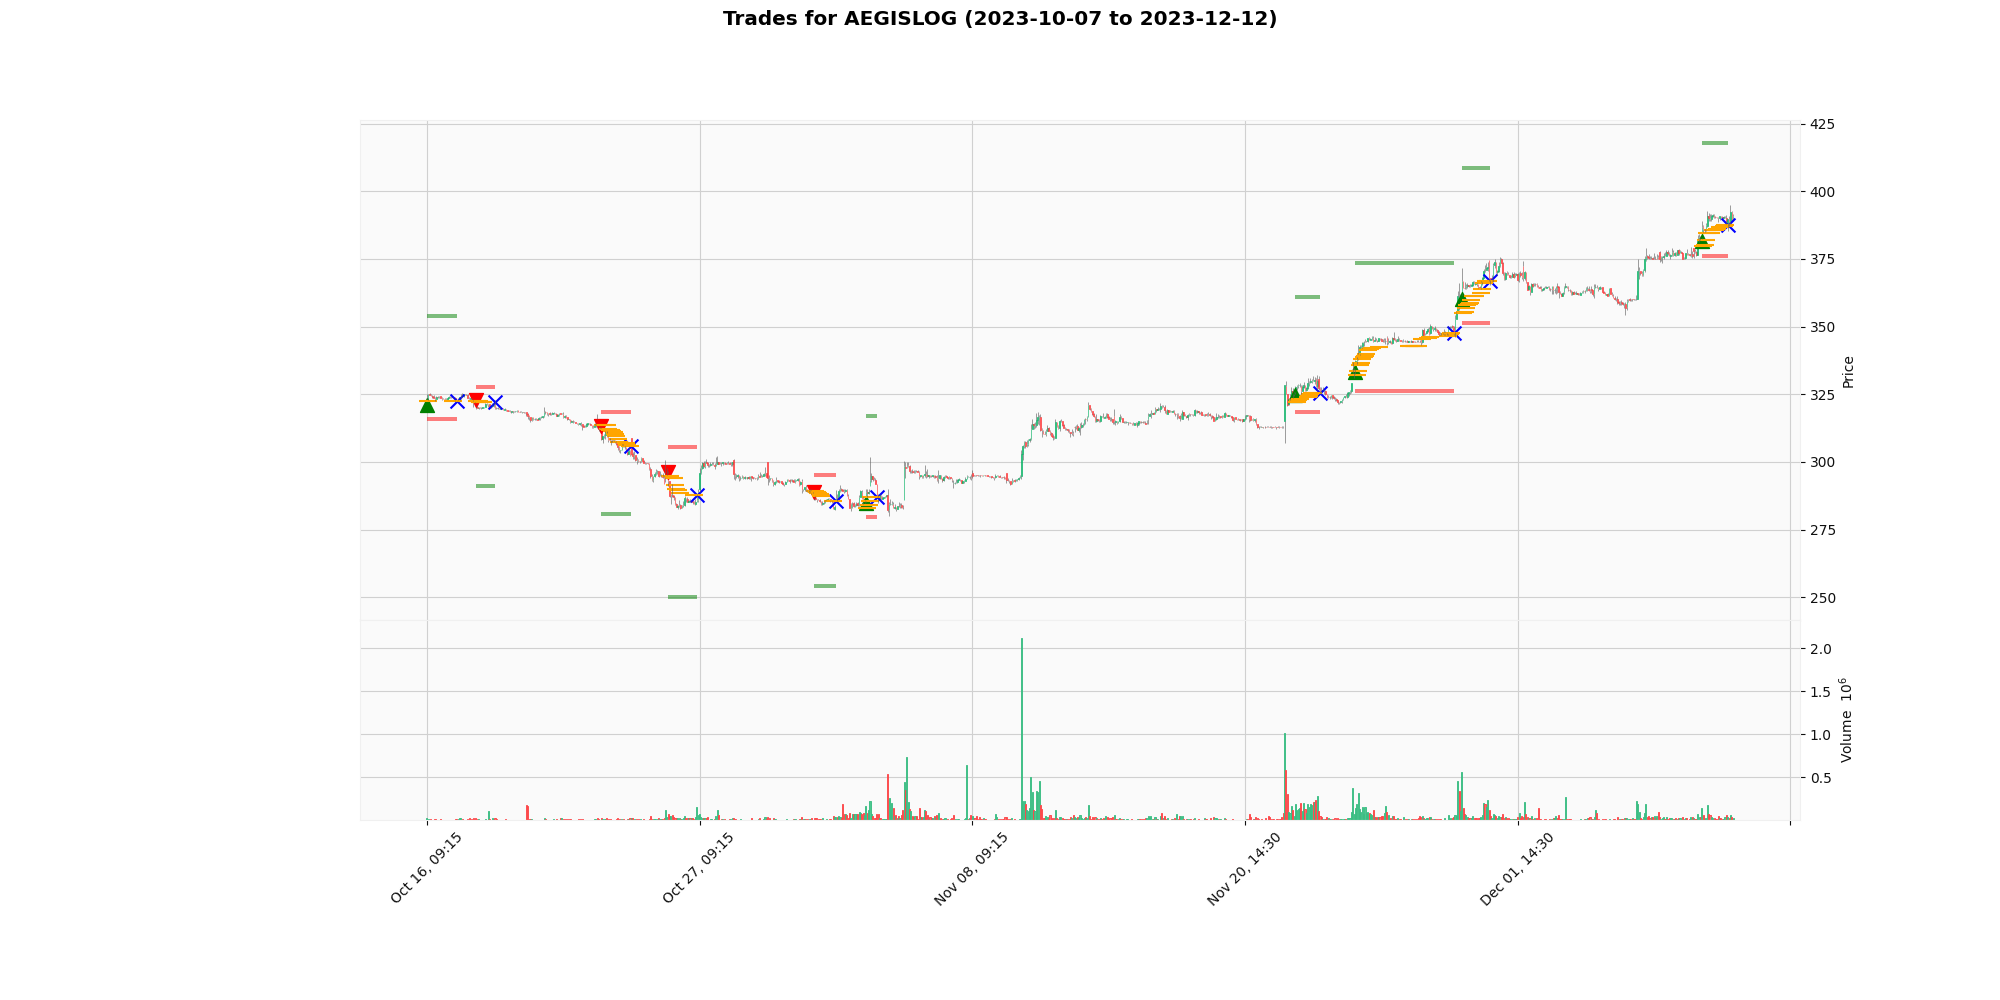 Trades for AEGISLOG (2023-10-07 to 2023-12-12)
425
400
375
350
325
300
275
250
Price
2.0
1.5
1.0
0.5
Volume 10^6
Oct 16, 09:15
Oct 27, 09:15
Nov 08, 09:15
Nov 20, 14:30
Dec 01, 14:30